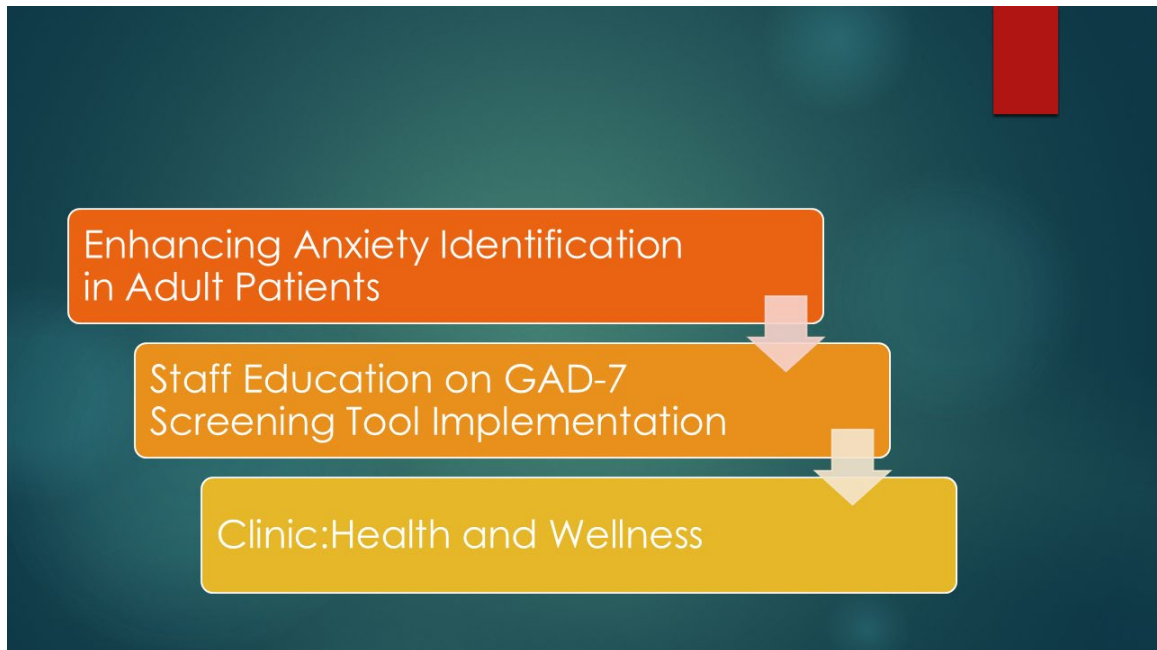 Enhancing Anxiety Identification
in Adult Patients
Staff Education on GAD-7
Screening Tool Implementation
Clinic:Health and Wellness